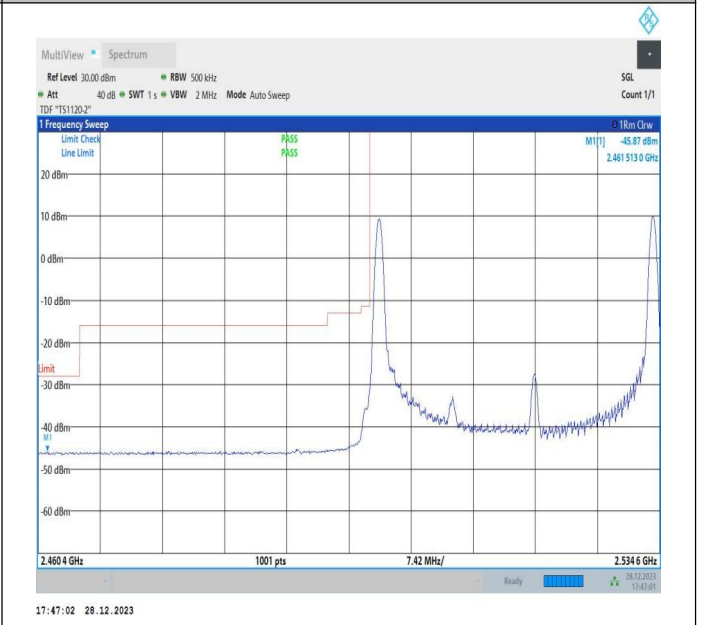 R&S
MultiView Spectrum
Ref Level 30.00 dBm RBW 500 kHz SGL
Att 40 dB SWT 1 s VBW 2 MHz Mode Auto Sweep Count 1/1
TDF "TS1120-2"
1 Frequency Sweep 1Rm Clrw
Limit Check PASS M1[1] -45.87 dBm
Line Limit PASS 2.461 513 0 GHz
20 dBm
10 dBm
0 dBm
-10 dBm
-20 dBm
Limit
-30 dBm
-40 dBm
M1
-50 dBm
-60 dBm
2.460 4 GHz 1001 pts 7.42 MHz/ 2.534 6 GHz
Ready 28.12.2023
17:47:01
17:47:02 28.12.2023